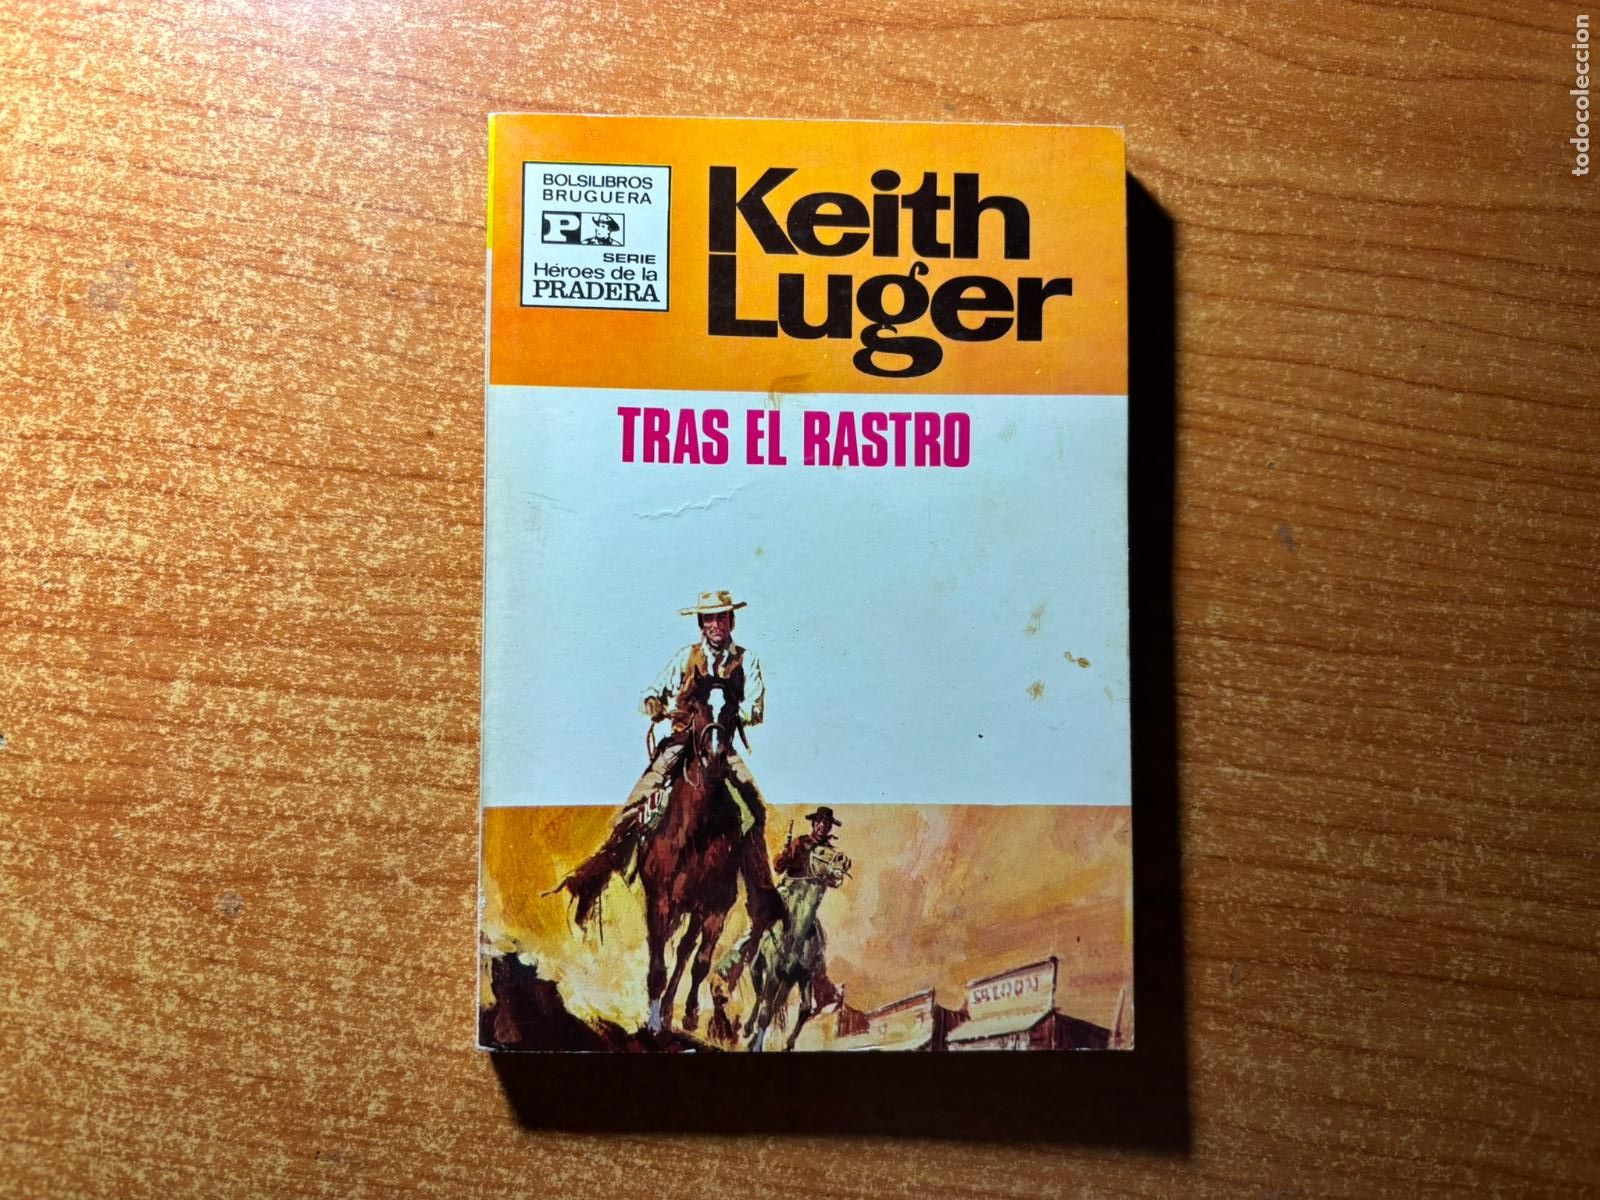 BOLSILIBROS
BRUGUERA
P
SERIE
Héroes de la
PRADERA
Keith
Luger
TRAS EL RASTRO
SALOON
todocoleccion